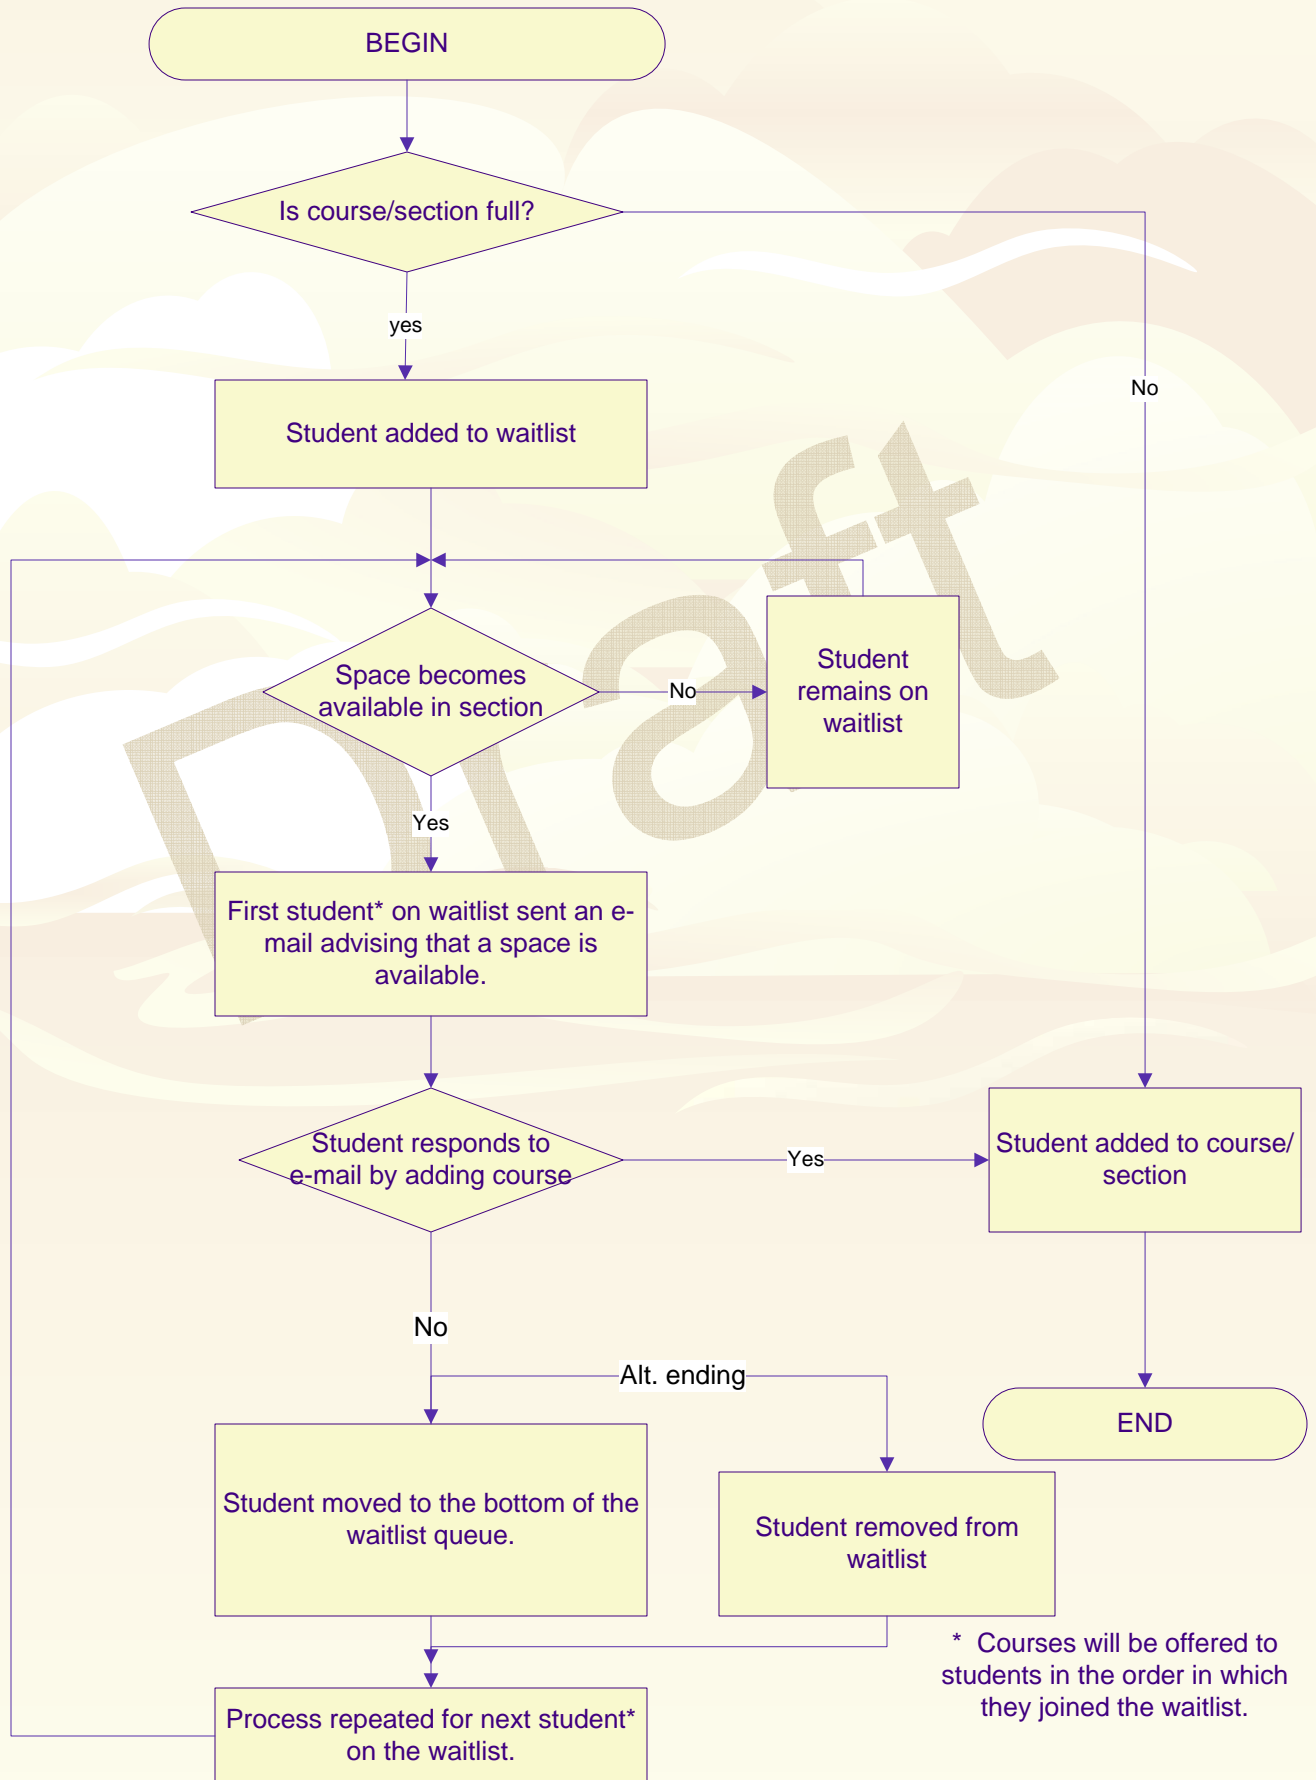 BEGIN
Is course/section full?
yes
No
Student added to waitlist
Space becomes
available in section
No
Student
remains on
waitlist
Yes
First student* on waitlist sent an e-
mail advising that a space is
available.
Student responds to
e-mail by adding course
Yes
Student added to course/
section
No
Alt. ending
END
Student moved to the bottom of the
waitlist queue.
Student removed from
waitlist
* Courses will be offered to
students in the order in which
they joined the waitlist.
Process repeated for next student*
on the waitlist.
Draft